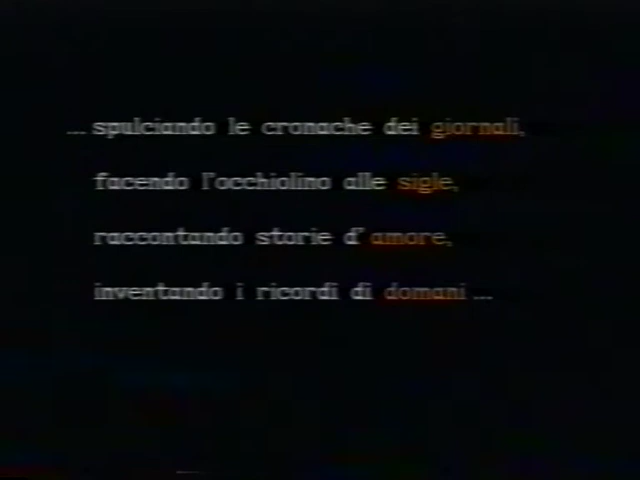 ... spulciando le cronache dei giornali,
facendo l'occhiolino alle sigle,
raccontando storie d'amore,
inventando i ricordi di domani ...